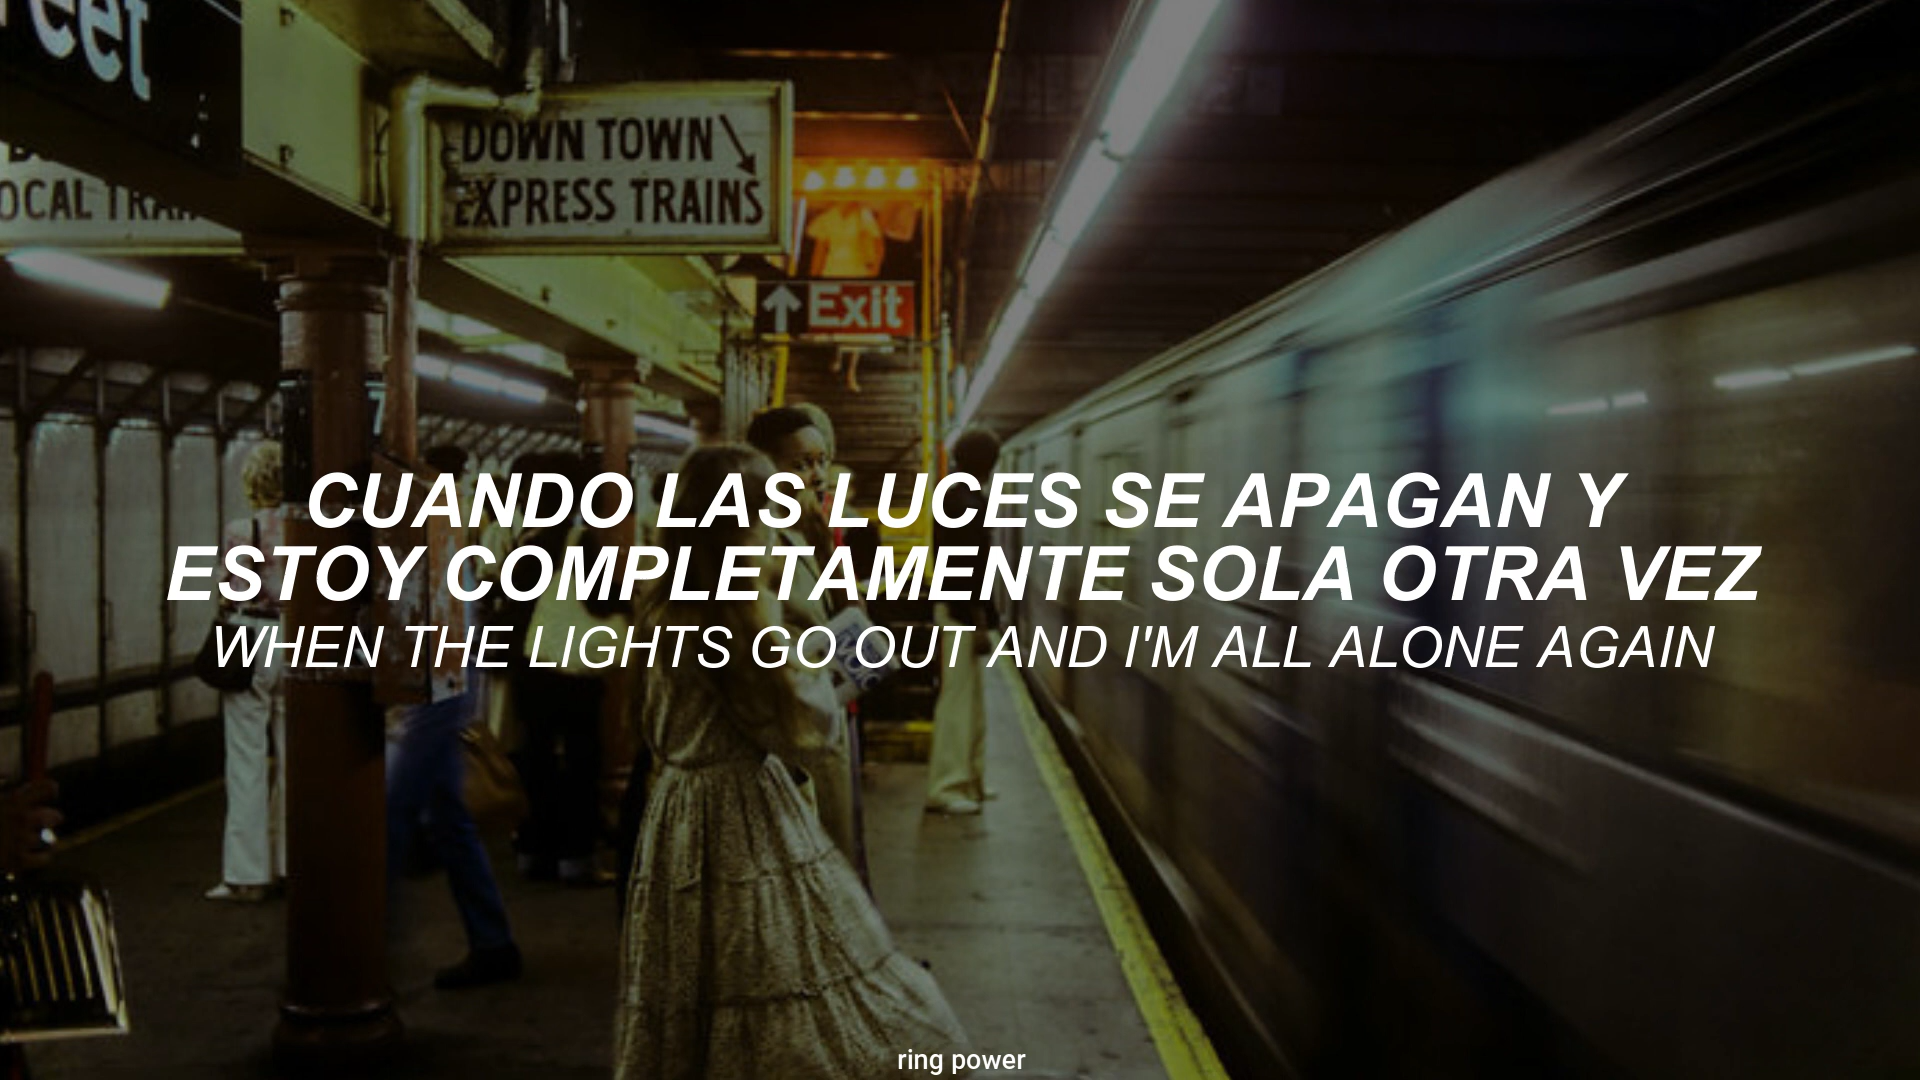 DOWN TOWN
EXPRESS TRAINS
Exit
CUANDO LAS LUCES SE APAGAN Y
ESTOY COMPLETAMENTE SOLA OTRA VEZ
WHEN THE LIGHTS GO OUT AND I'M ALL ALONE AGAIN
ring power